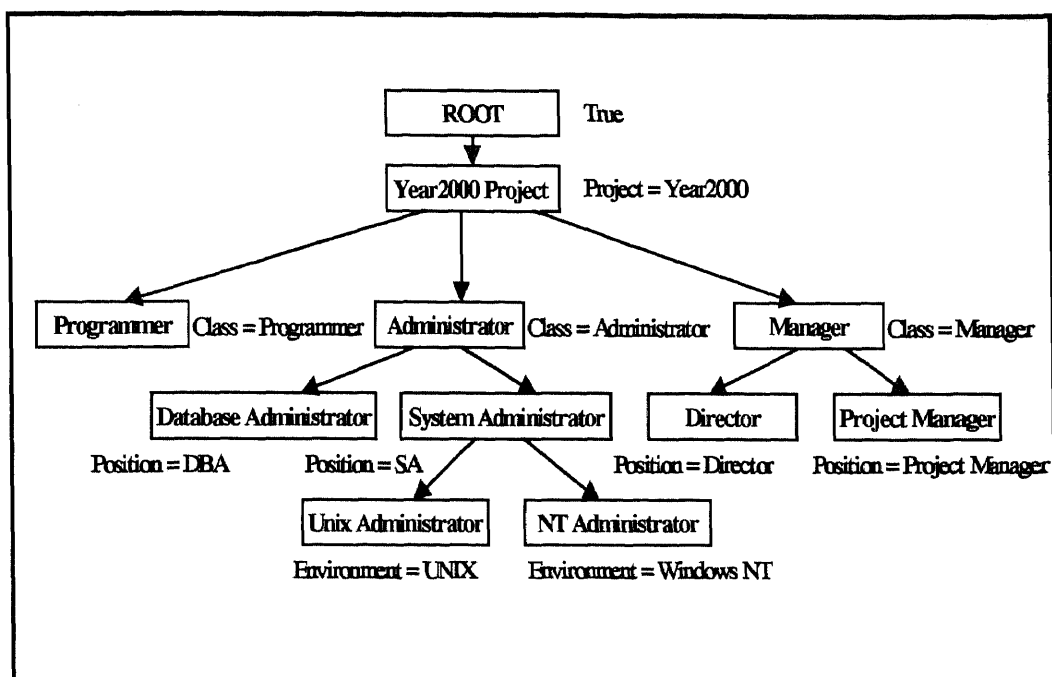 ROOT True
Year2000 Project Project = Year2000
Programmer Class = Programmer Administrator Class = Administrator Manager Class = Manager
Database Administrator System Administrator Director Project Manager
Position = DBA Position = SA Position = Director Position = Project Manager
Unix Administrator NT Administrator
Environment = UNIX Environment = Windows NT